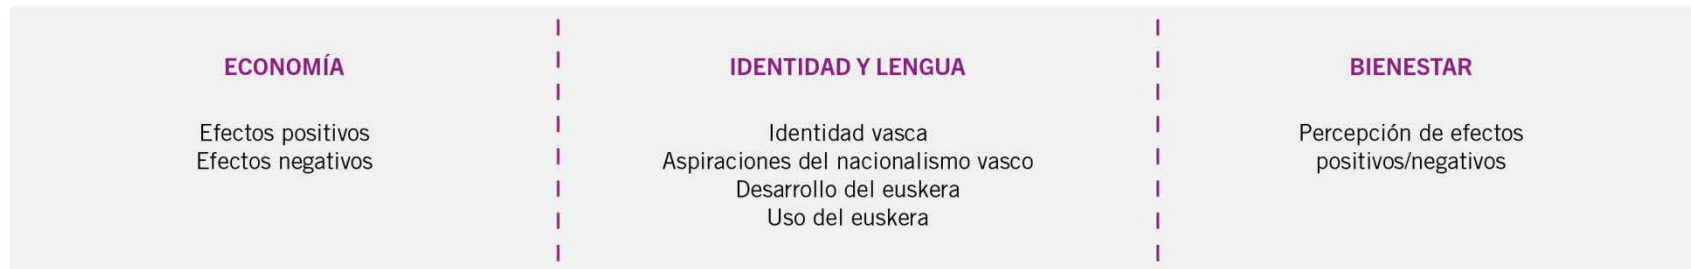 ECONOMÍA
Efectos positivos
Efectos negativos
IDENTIDAD Y LENGUA
Identidad vasca
Aspiraciones del nacionalismo vasco
Desarrollo del euskera
Uso del euskera
BIENESTAR
Percepción de efectos
positivos/negativos